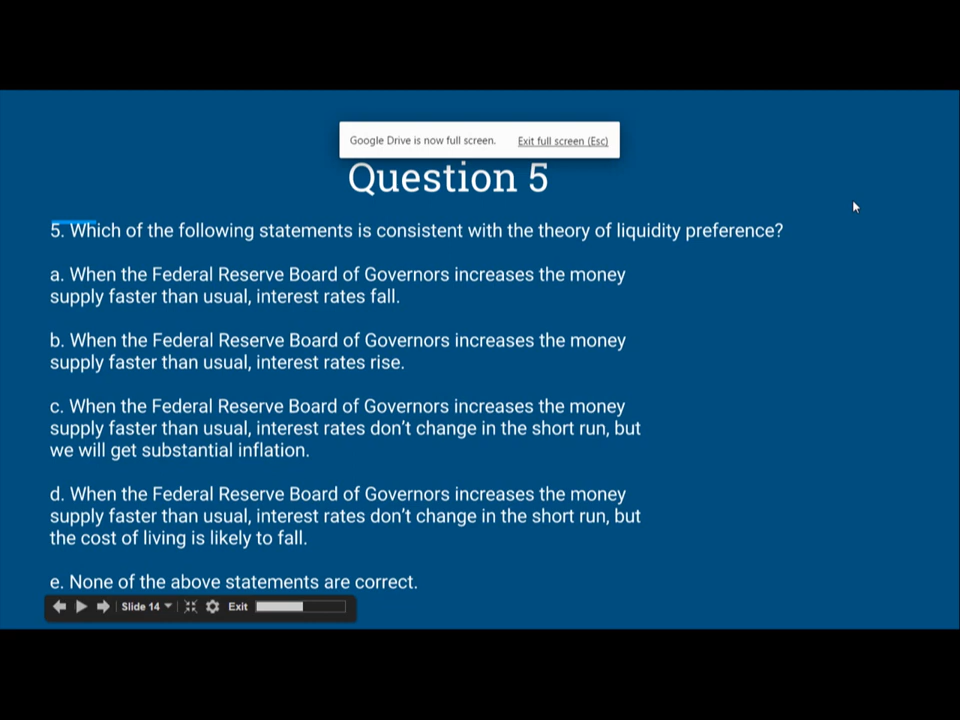 Google Drive is now full screen. Exit full screen (Esc)
Question 5
5. Which of the following statements is consistent with the theory of liquidity preference?
a. When the Federal Reserve Board of Governors increases the money
supply faster than usual, interest rates fall.
b. When the Federal Reserve Board of Governors increases the money
supply faster than usual, interest rates rise.
c. When the Federal Reserve Board of Governors increases the money
supply faster than usual, interest rates don’t change in the short run, but
we will get substantial inflation.
d. When the Federal Reserve Board of Governors increases the money
supply faster than usual, interest rates don’t change in the short run, but
the cost of living is likely to fall.
e. None of the above statements are correct.
Slide 14 Exit